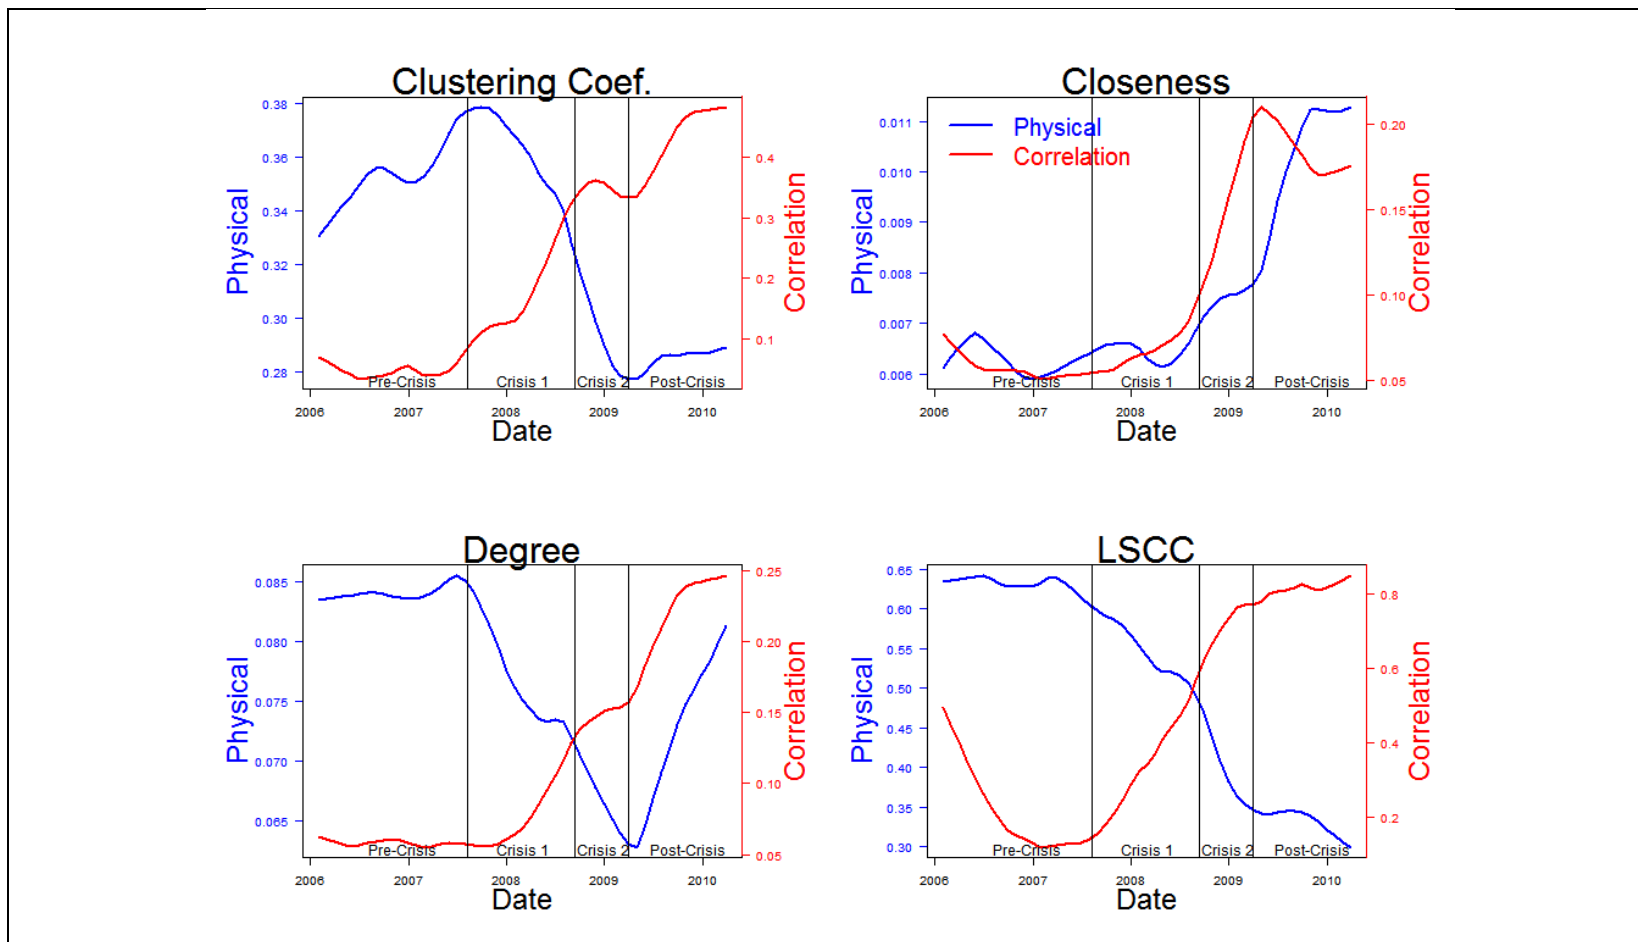 Clustering Coef.
0.38
0.36
0.34
0.32
0.30
0.28
Physical
0.4
0.3
0.2
0.1
Correlation
Pre-Crisis Crisis 1 Crisis 2 Post-Crisis
2006 2007 2008 2009 2010
Date
Closeness
Physical
Correlation
0.011
0.010
0.009
0.008
0.007
0.006
Physical
0.20
0.15
0.10
0.05
Correlation
Pre-Crisis Crisis 1 Crisis 2 Post-Crisis
2006 2007 2008 2009 2010
Date
Degree
0.085
0.080
0.075
0.070
0.065
Physical
0.25
0.20
0.15
0.10
0.05
Correlation
Pre-Crisis Crisis 1 Crisis 2 Post-Crisis
2006 2007 2008 2009 2010
Date
LSCC
0.65
0.60
0.55
0.50
0.45
0.40
0.35
0.30
Physical
0.8
0.6
0.4
0.2
Correlation
Pre-Crisis Crisis 1 Crisis 2 Post-Crisis
2006 2007 2008 2009 2010
Date